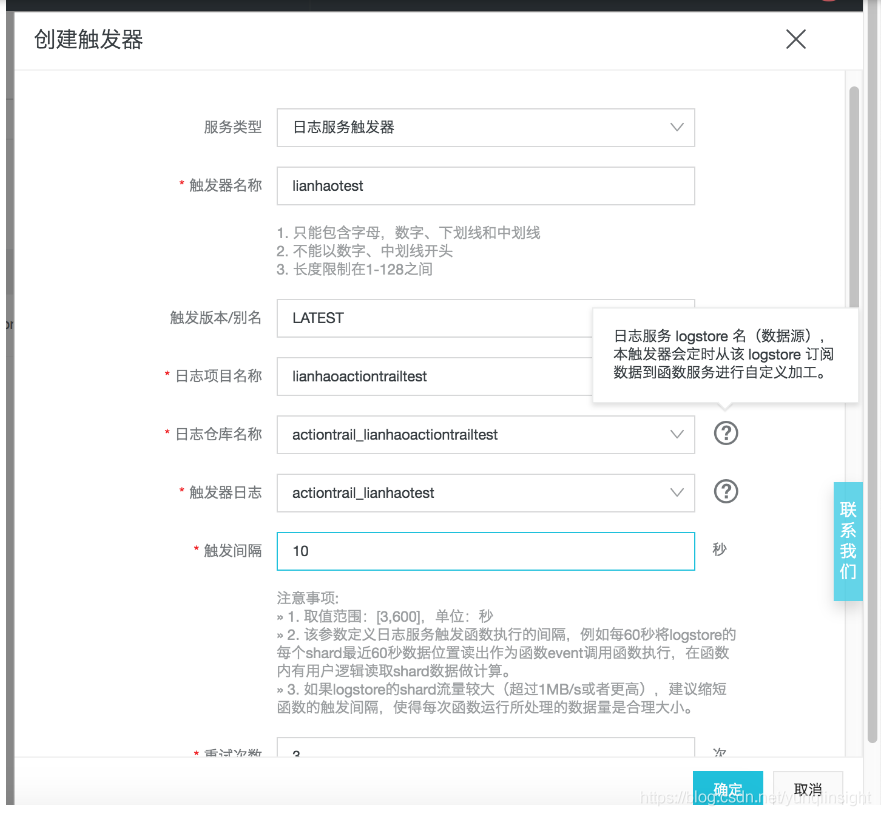 创建触发器
服务类型 日志服务触发器
* 触发器名称 lianhaotest
1. 只能包含字母，数字、下划线和中划线
2. 不能以数字、中划线开头
3. 长度限制在1-128之间
触发版本/别名 LATEST
日志服务 logstore 名（数据源），
本触发器会定时从该 logstore 订阅
数据到函数服务进行自定义加工。
* 日志项目名称 lianhaoactiontrailtest
* 日志仓库名称 actiontrail_lianhaoactiontrailtest ?
* 触发器日志 actiontrail_lianhaotest ?
* 触发间隔 10 秒
注意事项:
» 1. 取值范围：[3,600]，单位：秒
» 2. 该参数定义日志服务触发函数执行的间隔，例如每60秒将logstore的
每个shard最近60秒数据位置读出作为函数event调用函数执行，在函数
内有用户逻辑读取shard数据做计算。
» 3. 如果logstore的shard流量较大（超过1MB/s或者更高），建议缩短
函数的触发间隔，使得每次函数运行所处理的数据量是合理大小。
* 重试次数 3 次
联系我们
确定 取消
https://blog.csdn.net/yunqiinsight